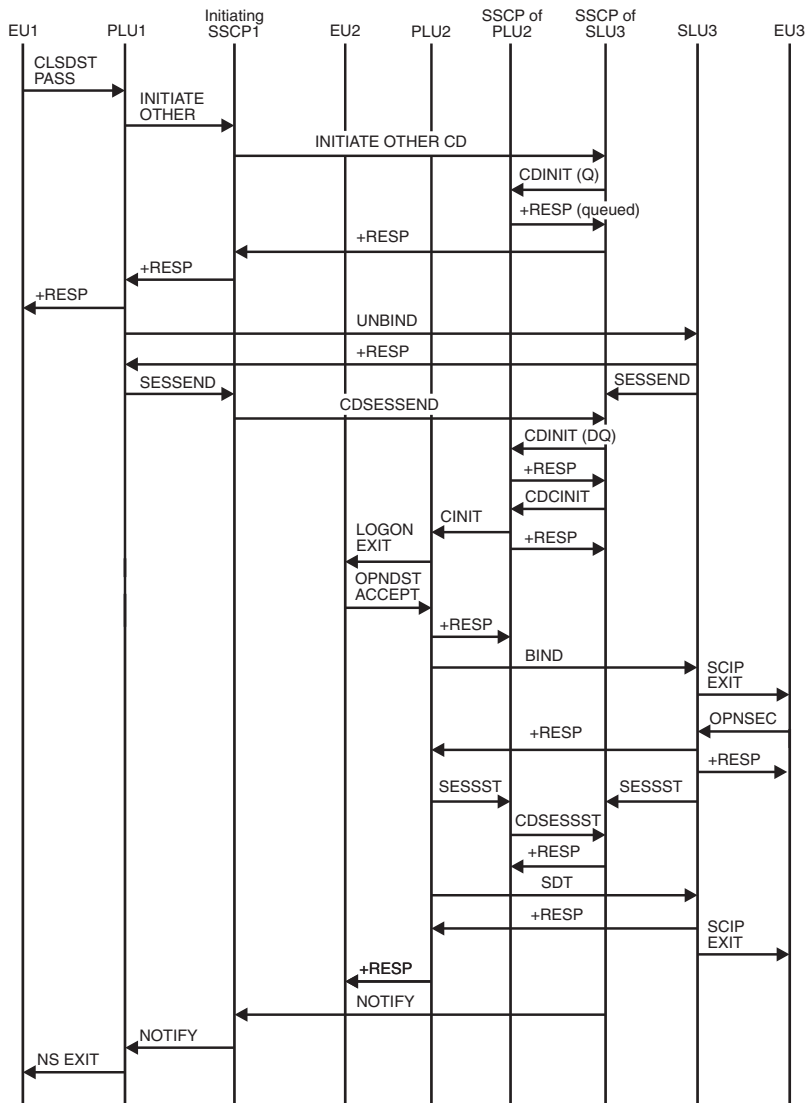 Initiating
SSCP1
SSCP of
PLU2
SSCP of
SLU3
EU1
PLU1
EU2
PLU2
SLU3
EU3
CLSDST
PASS
INITIATE
OTHER
INITIATE OTHER CD
CDINIT (Q)
+RESP (queued)
+RESP
+RESP
+RESP
UNBIND
+RESP
SESSEND
SESSEND
CDSESSEND
CDINIT (DQ)
+RESP
CDCINIT
CINIT
LOGON
EXIT
+RESP
OPNDST
ACCEPT
+RESP
BIND
SCIP
EXIT
OPNSEC
+RESP
+RESP
SESSST
SESSST
CDSESSST
+RESP
SDT
+RESP
SCIP
EXIT
+RESP
NOTIFY
NOTIFY
NS EXIT